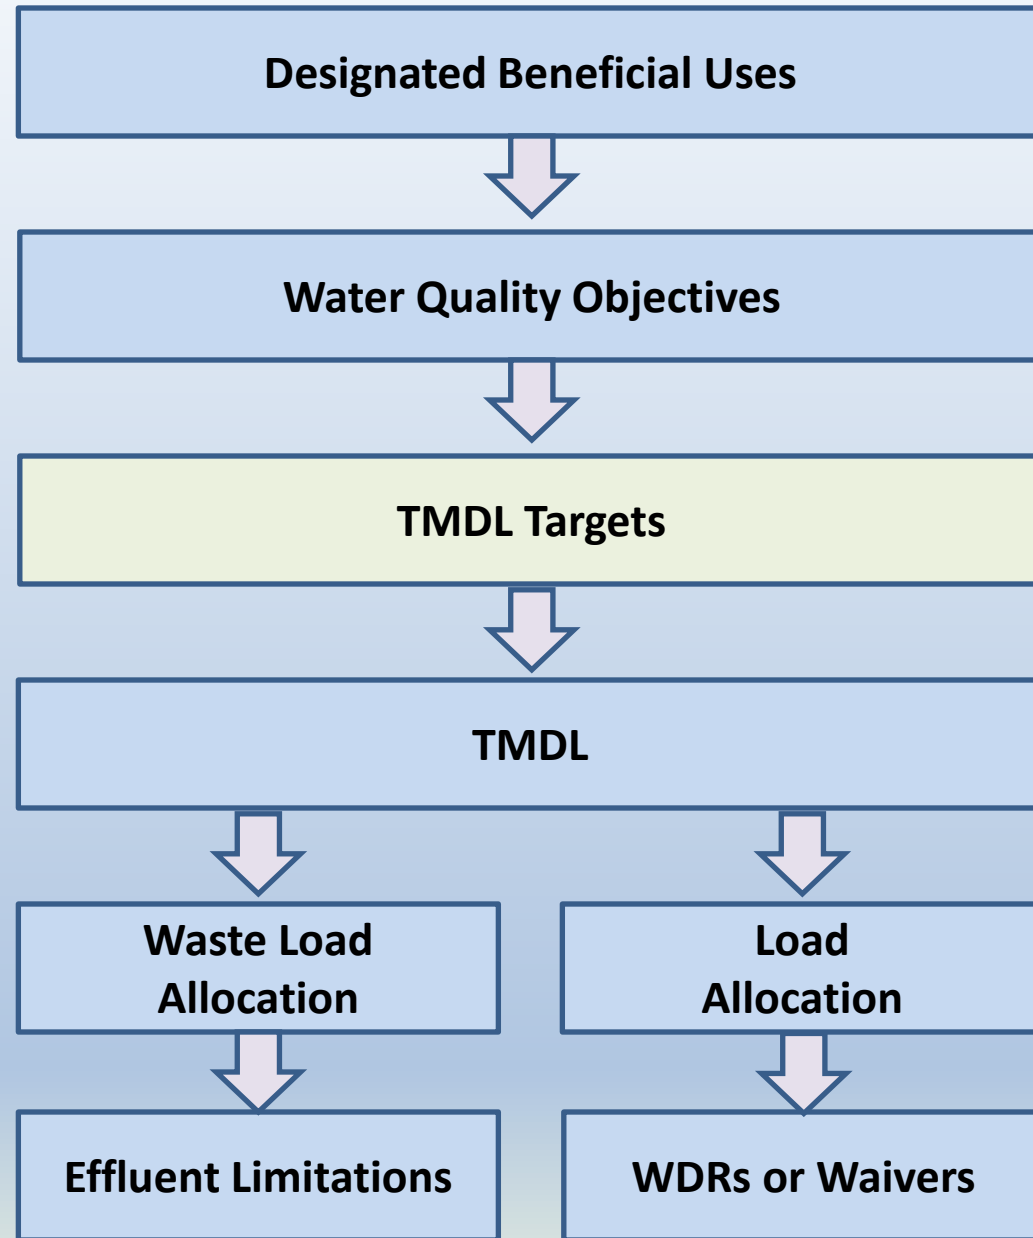 Designated Beneficial Uses
Water Quality Objectives
TMDL Targets
TMDL
Waste Load
Allocation
Load
Allocation
Effluent Limitations
WDRs or Waivers